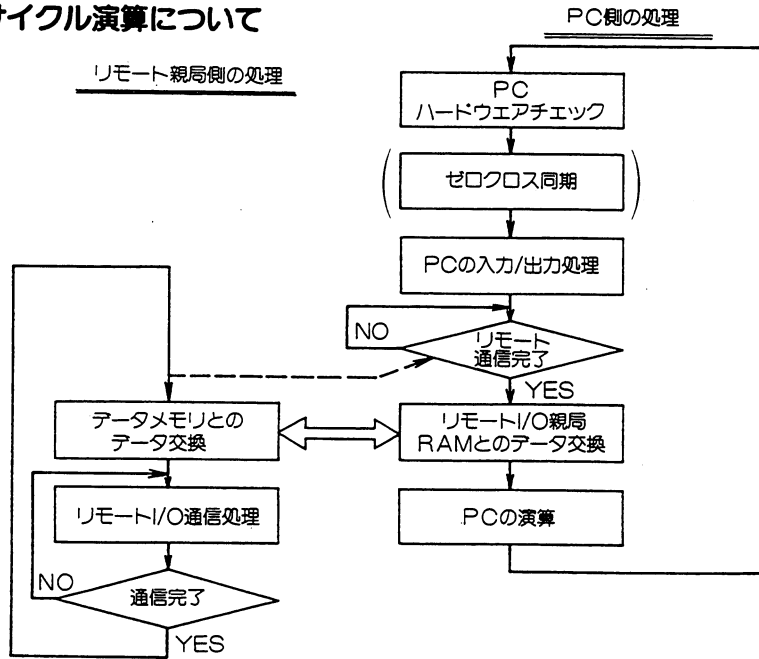 サイクル演算について
PC側の処理
リモート親局側の処理
PC
ハードウエアチェック
ゼロクロス同期
PCの入力/出力処理
NO
リモート
通信完了
YES
データメモリとの
データ交換
リモートI/O親局
RAMとのデータ交換
リモートI/O通信処理
PCの演算
NO
通信完了
YES